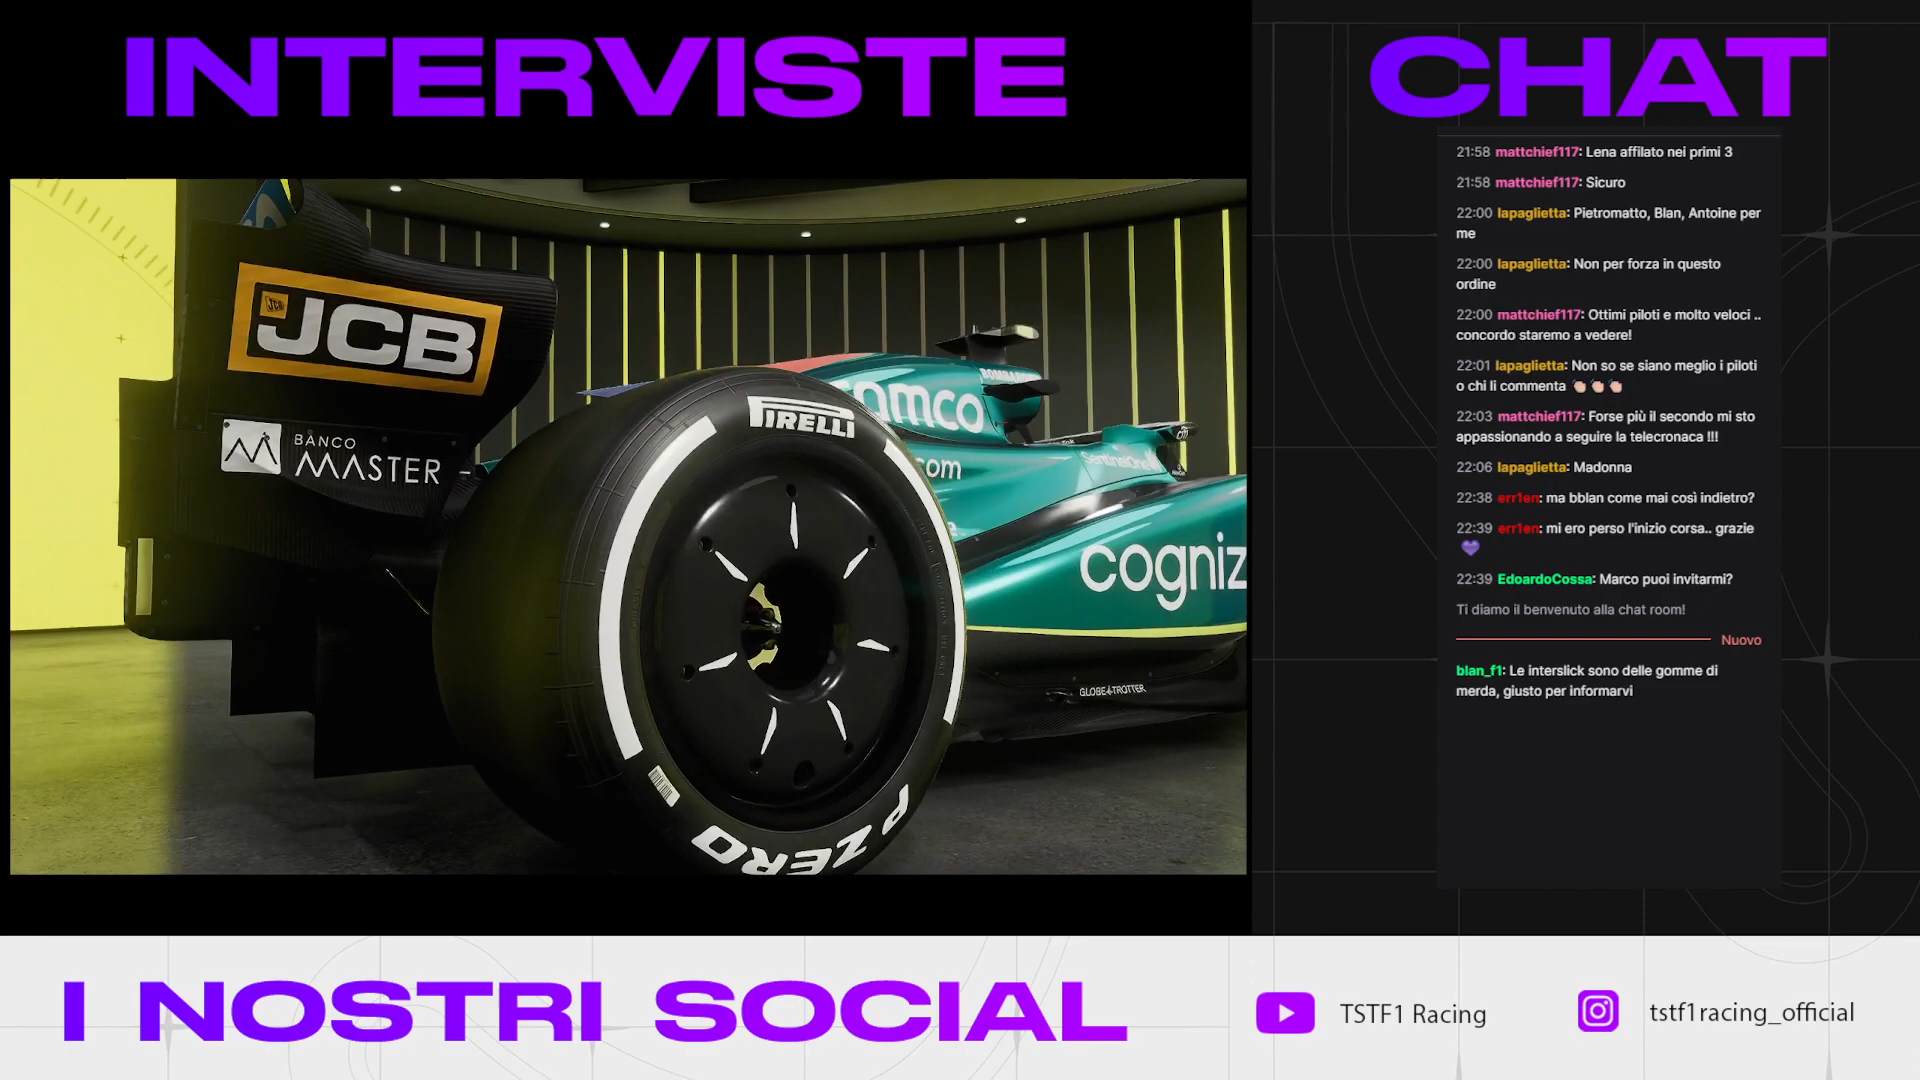 INTERVISTE
CHAT
JCB
JCB
BANCO
MASTER
PIRELLI
P ZERO
amco
BOMBARDIER
.com
SentinelOne
citi
cogniz
GLOBE-TROTTER
21:58 mattchief117: Lena affilato nei primi 3
21:58 mattchief117: Sicuro
22:00 lapaglietta: Pietromatto, Blan, Antoine per
me
22:00 lapaglietta: Non per forza in questo
ordine
22:00 mattchief117: Ottimi piloti e molto veloci ..
concordo staremo a vedere!
22:01 lapaglietta: Non so se siano meglio i piloti
o chi li commenta 👏🏻👏🏻👏🏻
22:03 mattchief117: Forse più il secondo mi sto
appassionando a seguire la telecronaca !!!
22:06 lapaglietta: Madonna
22:38 err1en: ma bblan come mai così indietro?
22:39 err1en: mi ero perso l'inizio corsa.. grazie
💜
22:39 EdoardoCossa: Marco puoi invitarmi?
Ti diamo il benvenuto alla chat room!
Nuovo
blan_f1: Le interslick sono delle gomme di
merda, giusto per informarvi
I NOSTRI SOCIAL
TSTF1 Racing
tstf1racing_official